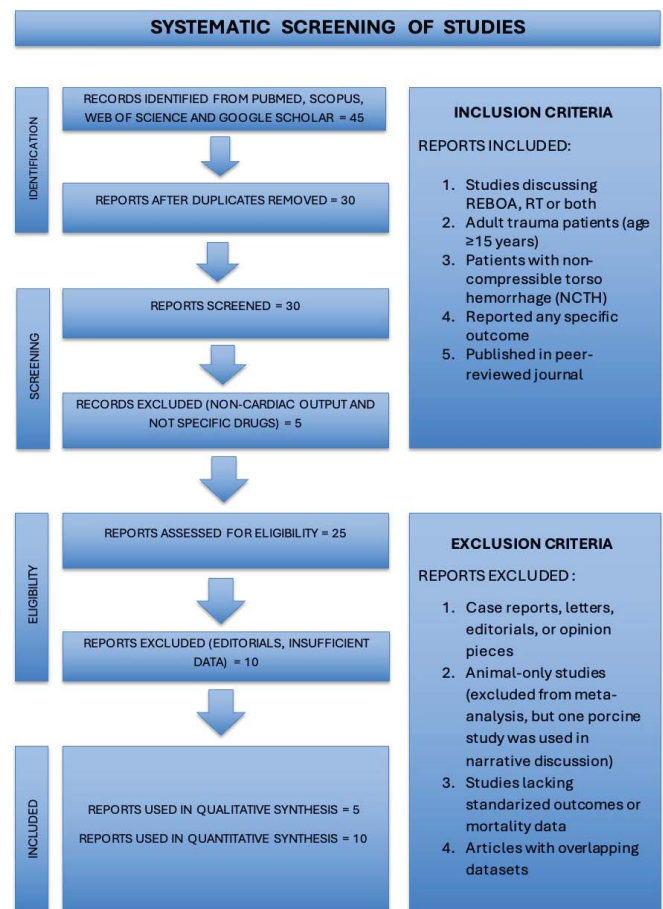 SYSTEMATIC SCREENING OF STUDIES
IDENTIFICATION
RECORDS IDENTIFIED FROM PUBMED, SCOPUS,
WEB OF SCIENCE AND GOOGLE SCHOLAR = 45
REPORTS AFTER DUPLICATES REMOVED = 30
SCREENING
REPORTS SCREENED = 30
RECORDS EXCLUDED (NON-CARDIAC OUTPUT AND
NOT SPECIFIC DRUGS) = 5
ELIGIBILITY
REPORTS ASSESSED FOR ELIGIBILITY = 25
REPORTS EXCLUDED (EDITORIALS, INSUFFICIENT
DATA) = 10
INCLUDED
REPORTS USED IN QUALITATIVE SYNTHESIS = 5
REPORTS USED IN QUANTITATIVE SYNTHESIS = 10
INCLUSION CRITERIA
REPORTS INCLUDED:
1. Studies discussing
REBOA, RT or both
2. Adult trauma patients (age
≥15 years)
3. Patients with non-
compressible torso
hemorrhage (NCTH)
4. Reported any specific
outcome
5. Published in peer-
reviewed journal
EXCLUSION CRITERIA
REPORTS EXCLUDED :
1. Case reports, letters,
editorials, or opinion
pieces
2. Animal-only studies
(excluded from meta-
analysis, but one porcine
study was used in
narrative discussion)
3. Studies lacking
standarized outcomes or
mortality data
4. Articles with overlapping
datasets